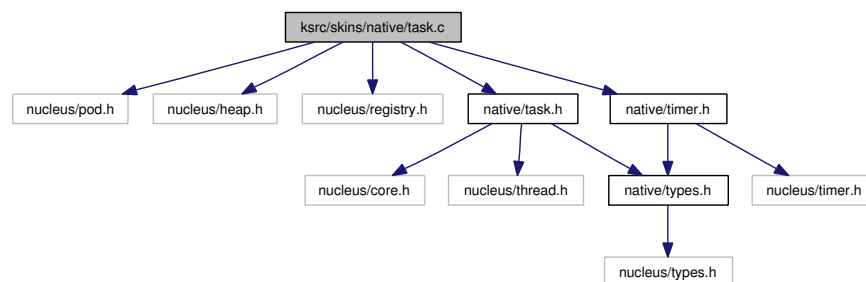 ksrc/skins/native/task.c
nucleus/pod.h
nucleus/heap.h
nucleus/registry.h
native/task.h
native/timer.h
nucleus/core.h
nucleus/thread.h
native/types.h
nucleus/timer.h
nucleus/types.h